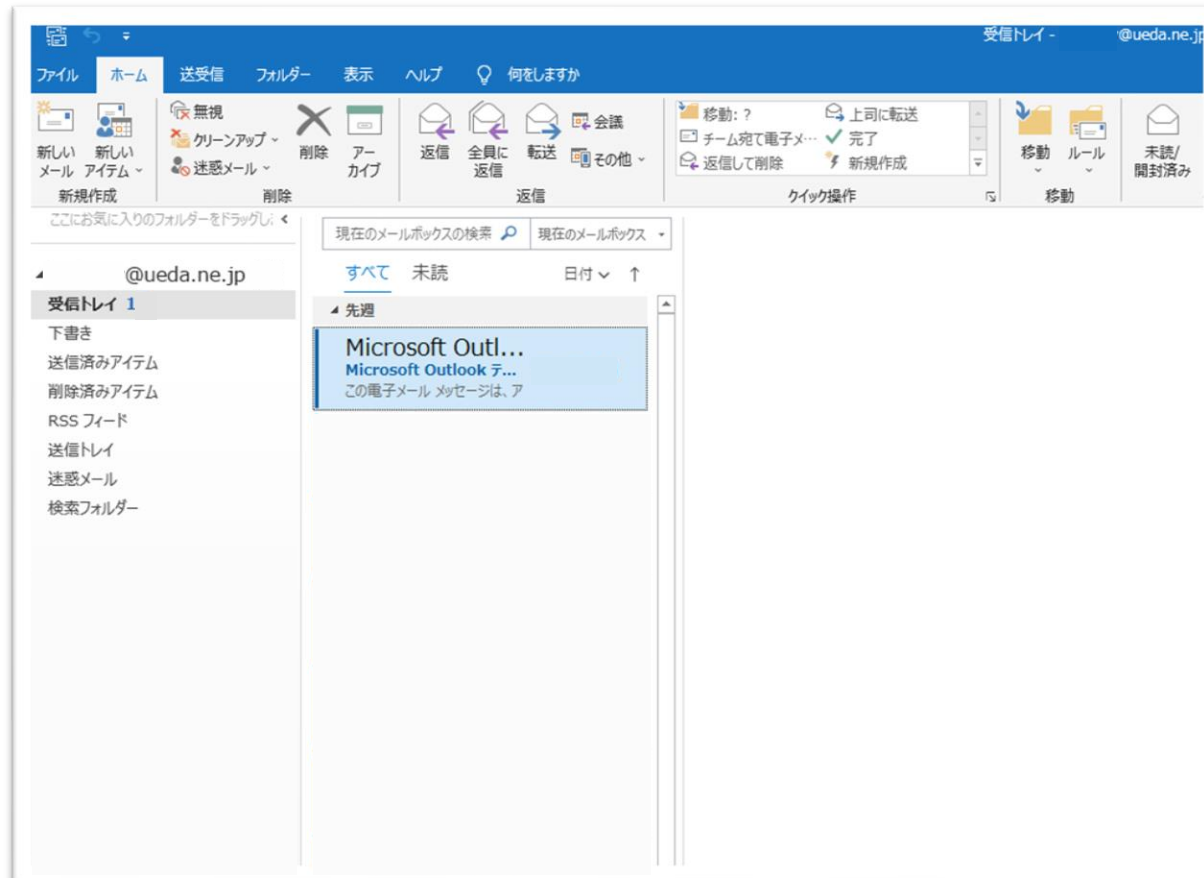 受信トレイ - @ueda.ne.jp
ファイル ホーム 送受信 フォルダー 表示 ヘルプ 何をしますか
新しい メール
新しい アイテム
新規作成
無視
クリーンアップ
迷惑メール
削除
アー カイブ
削除
返信
全員に 返信
転送
会議
その他
返信
移動: ?
チーム宛て電子メ…
返信して削除
上司に転送
完了
新規作成
クイック操作
移動
ルール
移動
未読/ 開封済み
ここにお気に入りのフォルダーをドラッグし
@ueda.ne.jp
受信トレイ 1
下書き
送信済みアイテム
削除済みアイテム
RSS フィード
送信トレイ
迷惑メール
検索フォルダー
現在のメールボックスの検索 現在のメールボックス
すべて 未読 日付 ↑
先週
Microsoft Outl...
Microsoft Outlook テ...
この電子メール メッセージは、ア